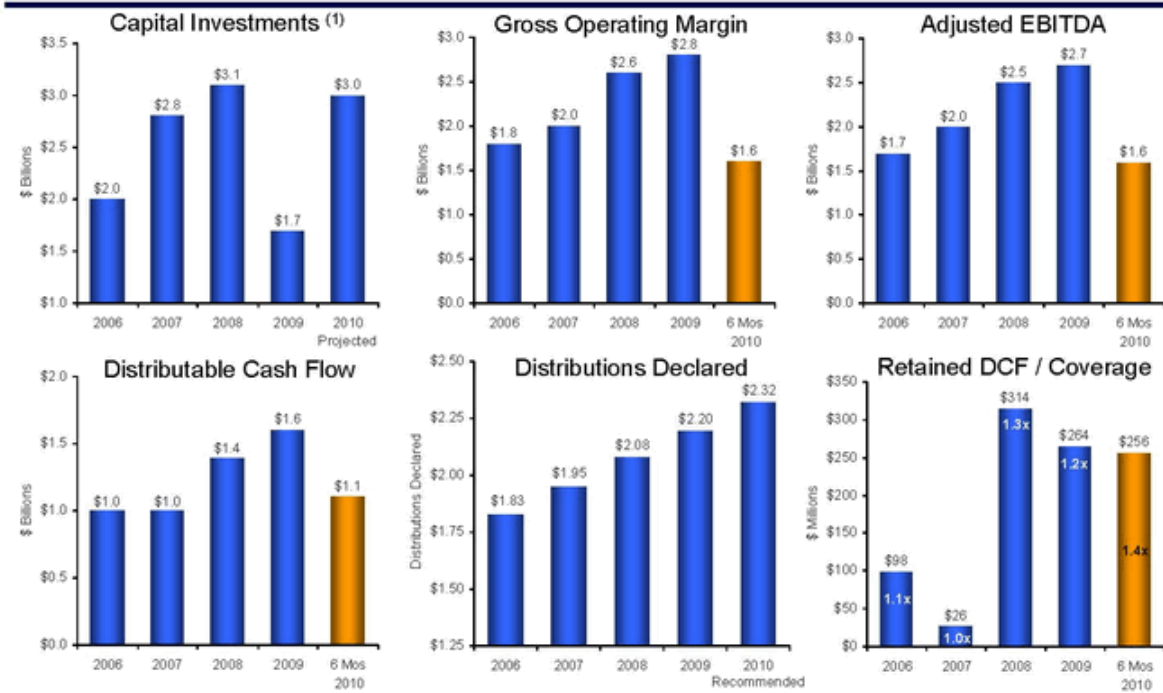 Capital Investments (1)
$ Billions
$3.5
$3.0
$2.5
$2.0
$1.5
$1.0
$2.0
$2.8
$3.1
$1.7
$3.0
2006 2007 2008 2009 2010
Projected
Gross Operating Margin
$ Billions
$3.0
$2.5
$2.0
$1.5
$1.0
$0.5
$0.0
$1.8
$2.0
$2.6
$2.8
$1.6
2006 2007 2008 2009 6 Mos
2010
Adjusted EBITDA
$ Billions
$3.0
$2.5
$2.0
$1.5
$1.0
$0.5
$0.0
$1.7
$2.0
$2.5
$2.7
$1.6
2006 2007 2008 2009 6 Mos
2010
Distributable Cash Flow
$ Billions
$2.0
$1.5
$1.0
$0.5
$0.0
$1.0
$1.0
$1.4
$1.6
$1.1
2006 2007 2008 2009 6 Mos
2010
Distributions Declared
Distributions Declared
$2.50
$2.25
$2.00
$1.75
$1.50
$1.25
$1.83
$1.95
$2.08
$2.20
$2.32
2006 2007 2008 2009 2010
Recommended
Retained DCF / Coverage
$ Millions
$350
$300
$250
$200
$150
$100
$50
$0
$98
1.1x
$26
1.0x
$314
1.3x
$264
1.2x
$256
1.4x
2006 2007 2008 2009 6 Mos
2010